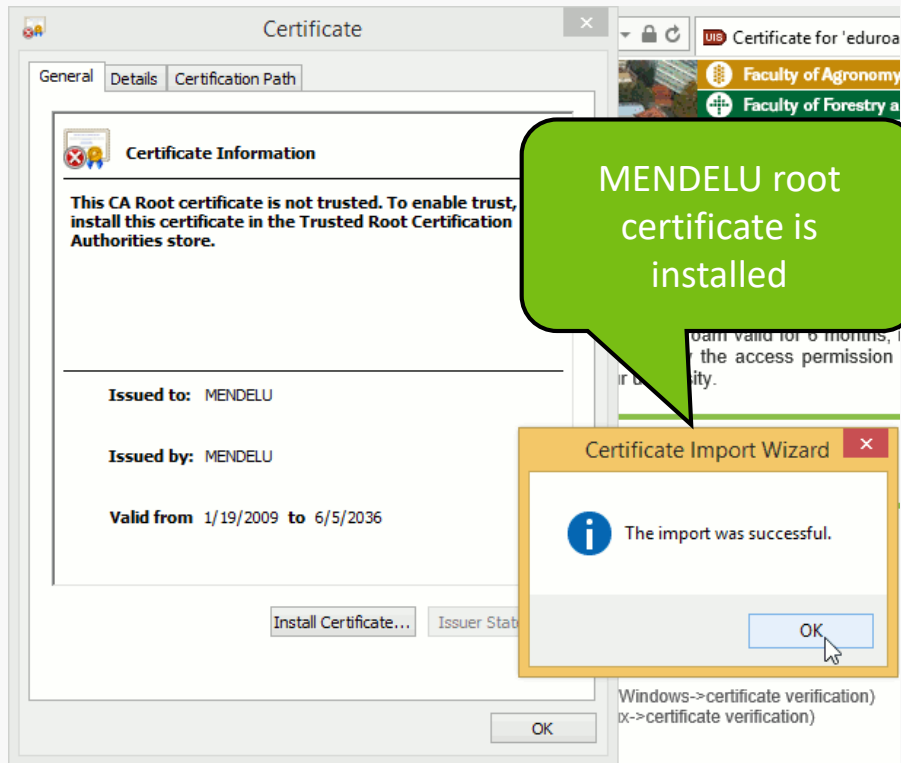 Certificate
General Details Certification Path
Certificate Information
This CA Root certificate is not trusted. To enable trust,
install this certificate in the Trusted Root Certification
Authorities store.
Issued to: MENDELU
Issued by: MENDELU
Valid from 1/19/2009 to 6/5/2036
Install Certificate...
Issuer
OK
UIS Certificate for
Faculty of Agronomy
Faculty of Forestry
MENDELU root
certificate is
installed
valid for 6 months,
the access permission
Certificate Import Wizard
The import was successful.
OK
Windows->certificate verification)
->certificate verification)